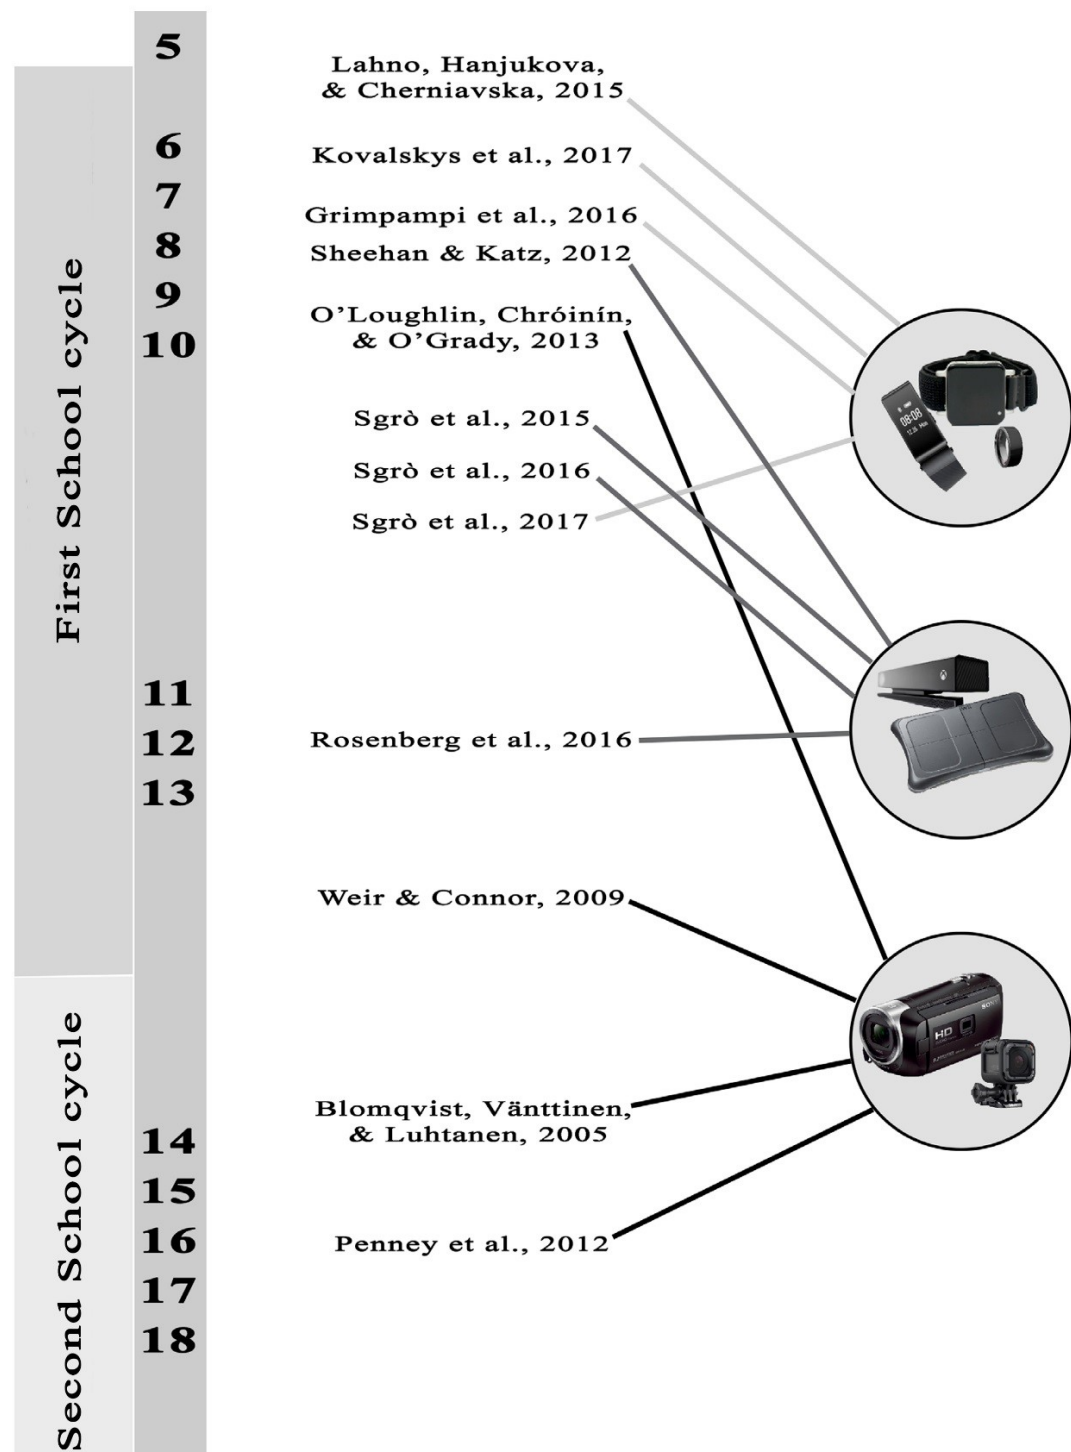 5
6
7
8
9
10
11
12
13
14
15
16
17
18
First School cycle
Second School cycle
Lahno, Hanjukova,
& Cherniavska, 2015
Kovalskys et al., 2017
Grimpampi et al., 2016
Sheehan & Katz, 2012
O’Loughlin, Chróinín,
& O’Grady, 2013
Sgrò et al., 2015
Sgrò et al., 2016
Sgrò et al., 2017
Rosenberg et al., 2016
Weir & Connor, 2009
Blomqvist, Vänttinen,
& Luhtanen, 2005
Penney et al., 2012
08:08
HD
SONY